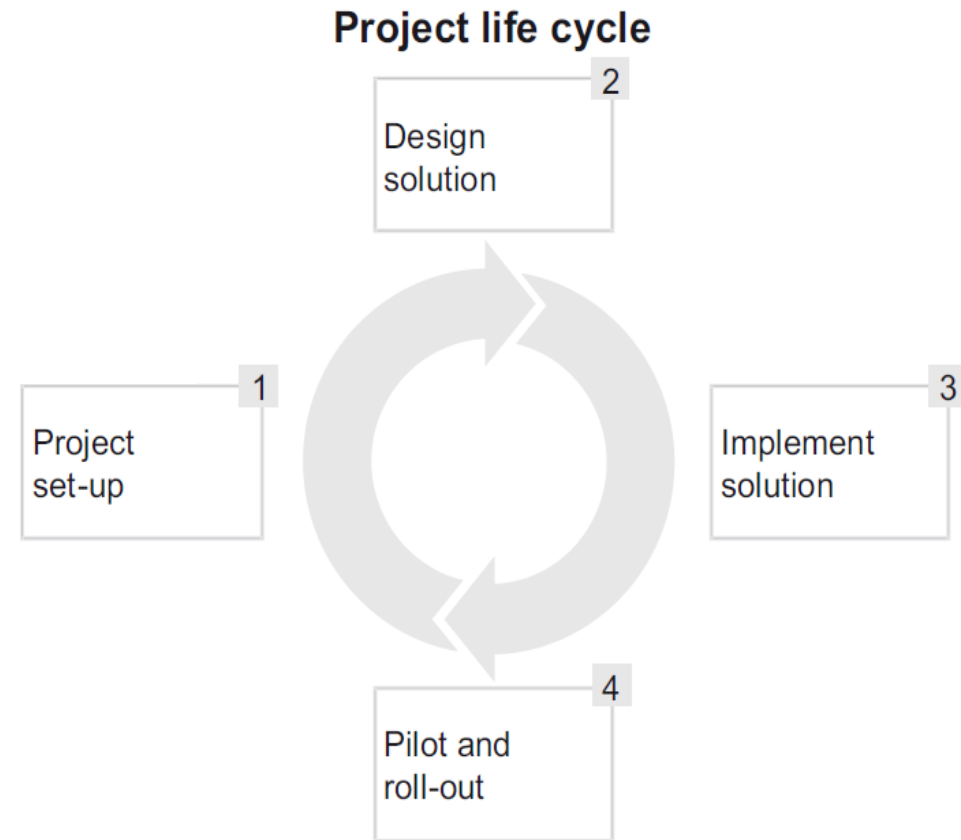 Project life cycle
2
Design
solution
1
Project
set-up
3
Implement
solution
4
Pilot and
roll-out